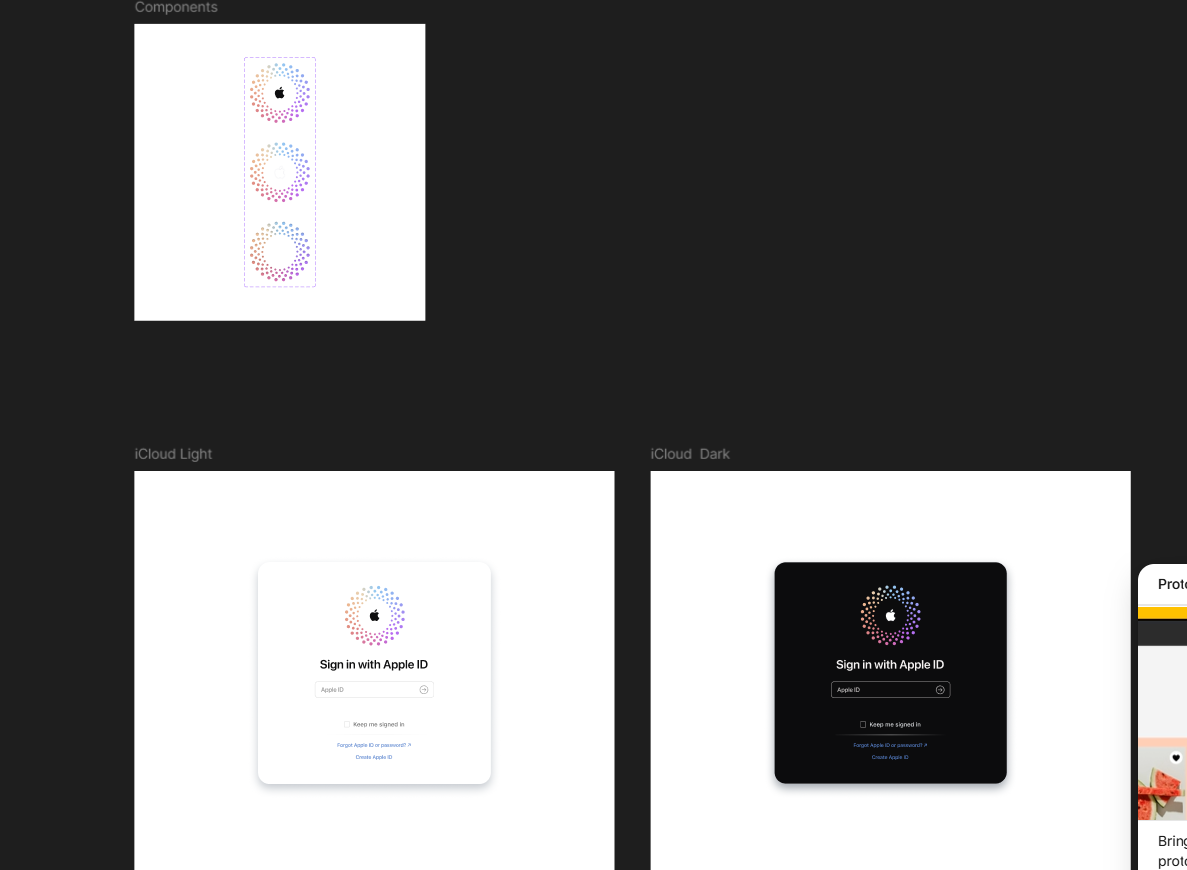 Components
iCloud Light
iCloud  Dark
Sign in with Apple ID
Apple ID
Keep me signed in
Forgot Apple ID or password? ↗
Create Apple ID
Sign in with Apple ID
Apple ID
Keep me signed in
Forgot Apple ID or password? ↗
Create Apple ID
Proto
Bring
proto